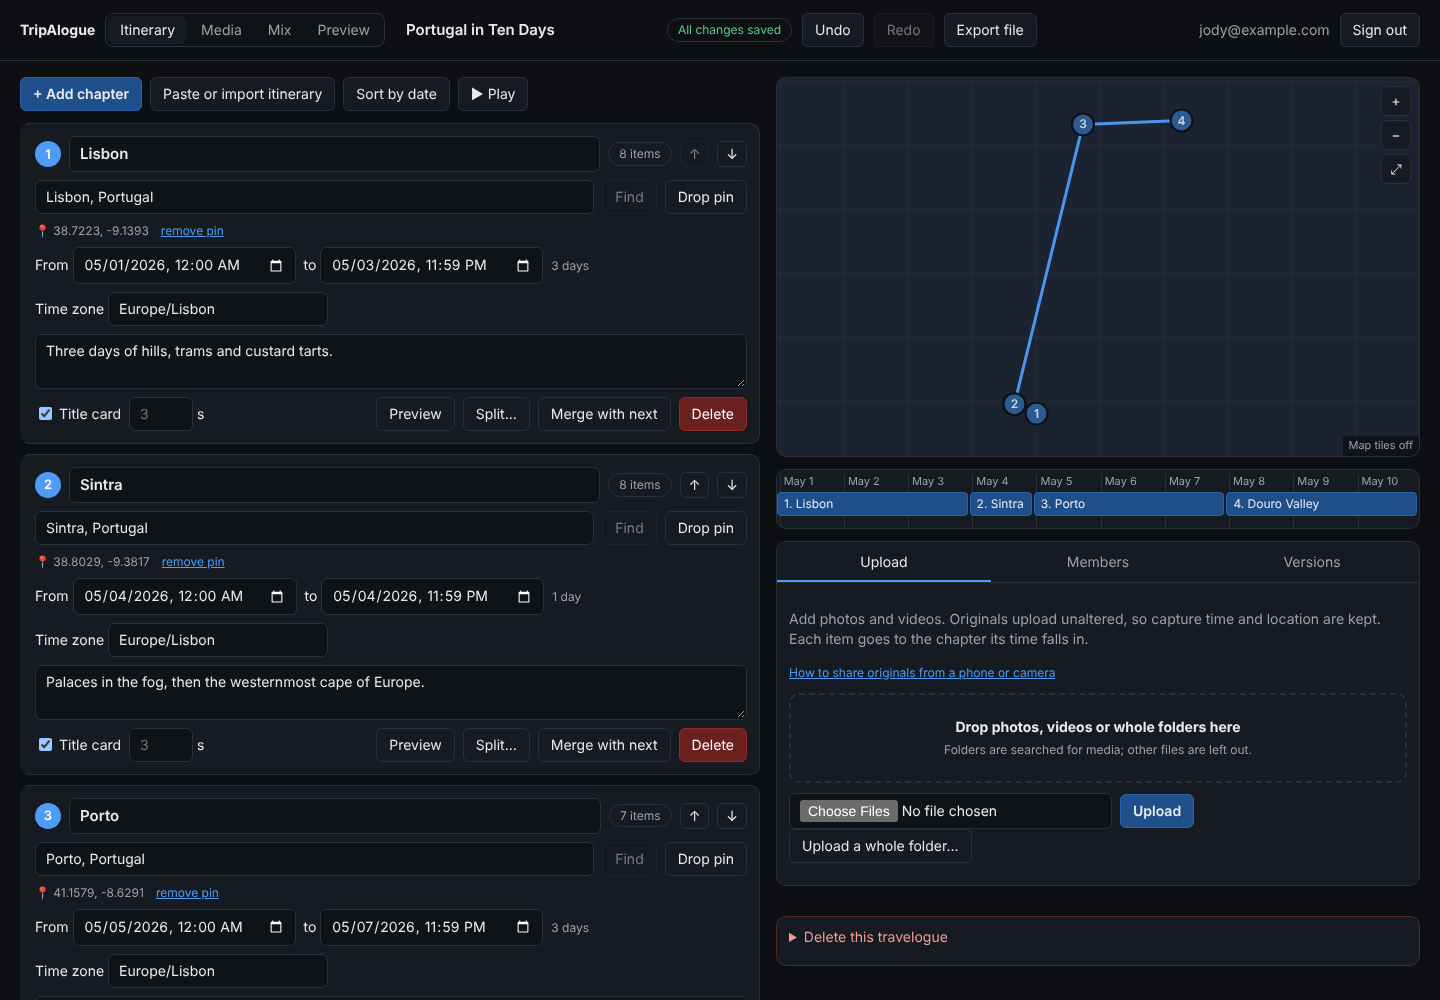 TripAlogue
Itinerary Media Mix Preview
Portugal in Ten Days
All changes saved Undo Redo Export file
jody@example.com Sign out
+ Add chapter Paste or import itinerary Sort by date ▶ Play
1 Lisbon 8 items ↑ ↓
Lisbon, Portugal Find Drop pin
38.7223, -9.1393 remove pin
From 05/01/2026, 12:00 AM to 05/03/2026, 11:59 PM 3 days
Time zone Europe/Lisbon
Three days of hills, trams and custard tarts.
Title card 3 s Preview Split... Merge with next Delete
2 Sintra 8 items ↑ ↓
Sintra, Portugal Find Drop pin
38.8029, -9.3817 remove pin
From 05/04/2026, 12:00 AM to 05/04/2026, 11:59 PM 1 day
Time zone Europe/Lisbon
Palaces in the fog, then the westernmost cape of Europe.
Title card 3 s Preview Split... Merge with next Delete
3 Porto 7 items ↑ ↓
Porto, Portugal Find Drop pin
41.1579, -8.6291 remove pin
From 05/05/2026, 12:00 AM to 05/07/2026, 11:59 PM 3 days
Time zone Europe/Lisbon
3 4
2 1
+
−
⤢
Map tiles off
May 1 May 2 May 3 May 4 May 5 May 6 May 7 May 8 May 9 May 10
1. Lisbon 2. Sintra 3. Porto 4. Douro Valley
Upload Members Versions
Add photos and videos. Originals upload unaltered, so capture time and location are kept.
Each item goes to the chapter its time falls in.
How to share originals from a phone or camera
Drop photos, videos or whole folders here
Folders are searched for media; other files are left out.
Choose Files No file chosen Upload
Upload a whole folder...
▶ Delete this travelogue